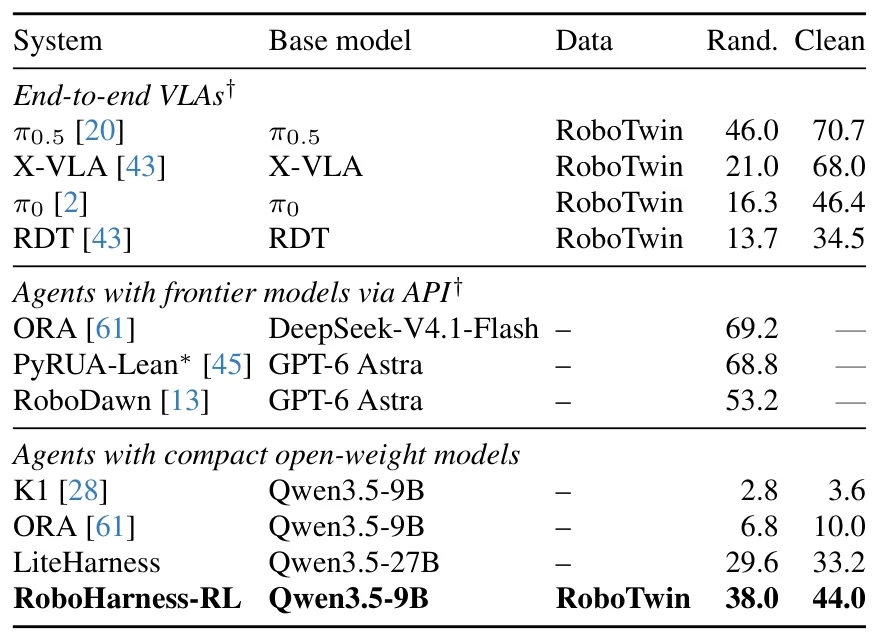 System Base model Data Rand. Clean
End-to-end VLAs†
π0.5 [20] π0.5 RoboTwin 46.0 70.7
X-VLA [43] X-VLA RoboTwin 21.0 68.0
π0 [2] π0 RoboTwin 16.3 46.4
RDT [43] RDT RoboTwin 13.7 34.5
Agents with frontier models via API†
ORA [61] DeepSeek-V4.1-Flash – 69.2 —
PyRUA-Lean* [45] GPT-6 Astra – 68.8 —
RoboDawn [13] GPT-6 Astra – 53.2 —
Agents with compact open-weight models
K1 [28] Qwen3.5-9B – 2.8 3.6
ORA [61] Qwen3.5-9B – 6.8 10.0
LiteHarness Qwen3.5-27B – 29.6 33.2
RoboHarness-RL Qwen3.5-9B RoboTwin 38.0 44.0